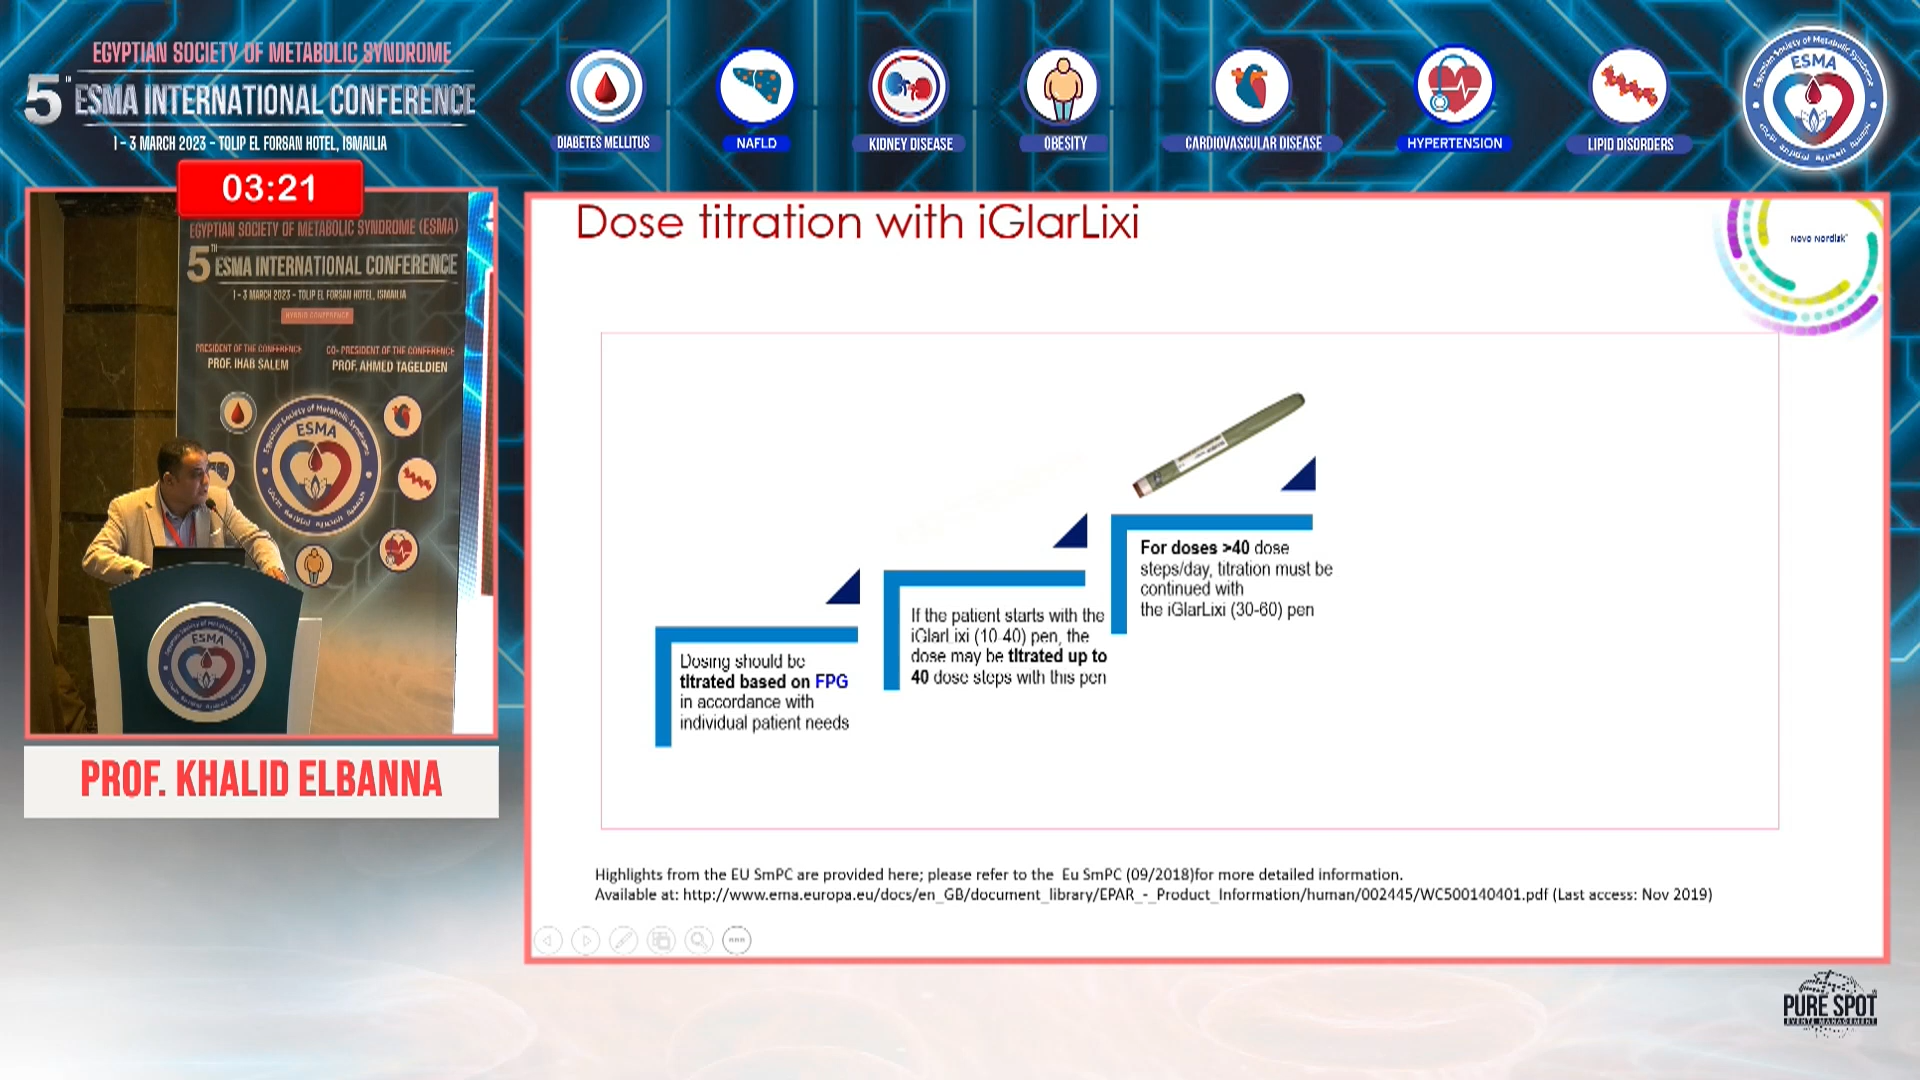 EGYPTIAN SOCIETY OF METABOLIC SYNDROME
5TH ESMA INTERNATIONAL CONFERENCE
1 - 3 MARCH 2023 - TOLIP EL FORSAN HOTEL, ISMAILIA
DIABETES MELLITUS
NAFLD
KIDNEY DISEASE
OBESITY
CARDIOVASCULAR DISEASE
HYPERTENSION
LIPID DISORDERS
Egyptian Society of Metabolic Syndrome
ESMA
03:21
EGYPTIAN SOCIETY OF METABOLIC SYNDROME (ESMA)
5TH ESMA INTERNATIONAL CONFERENCE
1 - 3 MARCH 2023 - TOLIP EL FORSAN HOTEL, ISMAILIA
HYBRID CONFERENCE
PRESIDENT OF THE CONFERENCE
PROF. IHAB SALEM
CO- PRESIDENT OF THE CONFERENCE
PROF. AHMED TAGELDIEN
ESMA
ESMA
PROF. KHALID ELBANNA
Dose titration with iGlarLixi
Novo Nordisk
Dosing should be
titrated based on FPG
in accordance with
individual patient needs
If the patient starts with the
iGlarLixi (10-40) pen, the
dose may be titrated up to
40 dose steps with this pen
For doses >40 dose
steps/day, titration must be
continued with
the iGlarLixi (30-60) pen
Highlights from the EU SmPC are provided here; please refer to the Eu SmPC (09/2018)for more detailed information.
Available at: http://www.ema.europa.eu/docs/en_GB/document_library/EPAR_-_Product_Information/human/002445/WC500140401.pdf (Last access: Nov 2019)
PURE SPOT
EVENTS MANAGEMENT